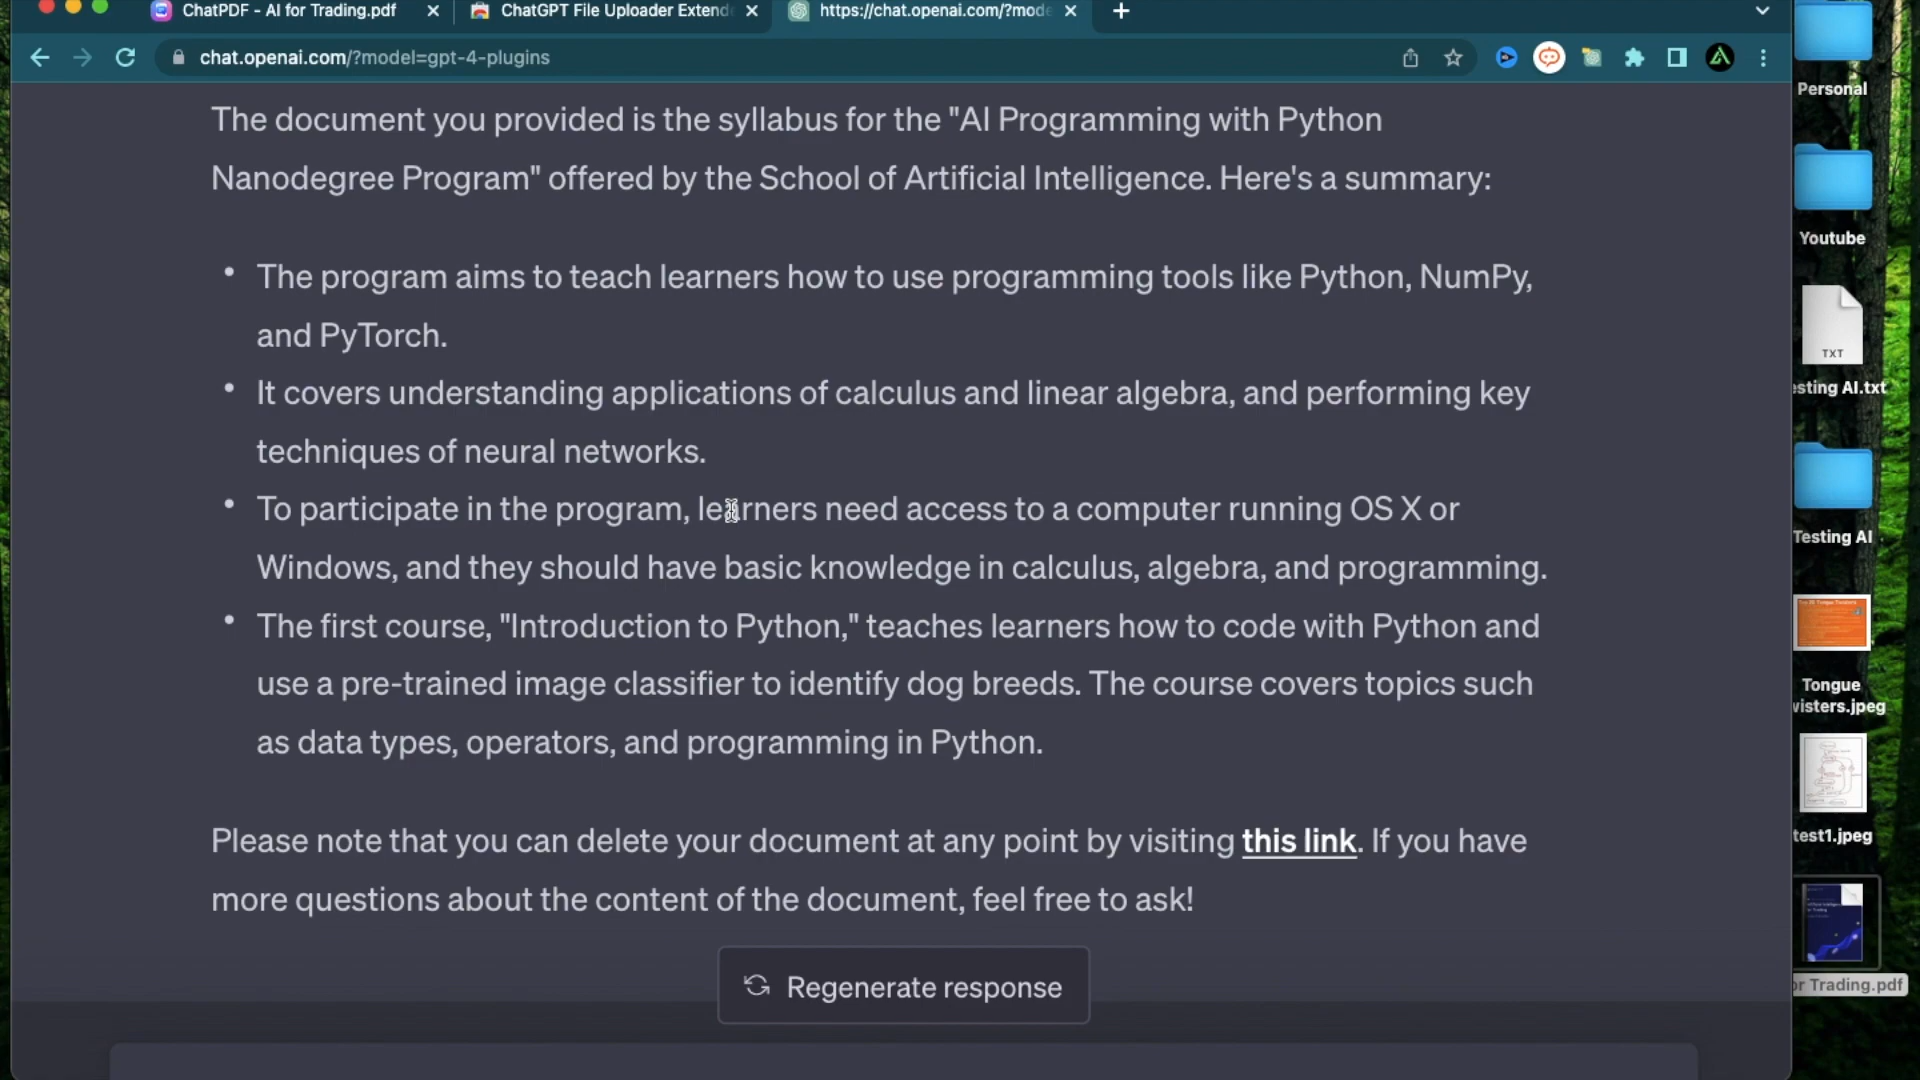 ChatPDF - AI for Trading.pdf
ChatGPT File Uploader Extend
https://chat.openai.com/?mode
chat.openai.com/?model=gpt-4-plugins
The document you provided is the syllabus for the "AI Programming with Python
Nanodegree Program" offered by the School of Artificial Intelligence. Here's a summary:
• The program aims to teach learners how to use programming tools like Python, NumPy,
and PyTorch.
• It covers understanding applications of calculus and linear algebra, and performing key
techniques of neural networks.
• To participate in the program, learners need access to a computer running OS X or
Windows, and they should have basic knowledge in calculus, algebra, and programming.
• The first course, "Introduction to Python," teaches learners how to code with Python and
use a pre-trained image classifier to identify dog breeds. The course covers topics such
as data types, operators, and programming in Python.
Please note that you can delete your document at any point by visiting this link. If you have
more questions about the content of the document, feel free to ask!
Regenerate response
Personal
Youtube
TXT
esting AI.txt
Testing AI
Tongue
wisters.jpeg
test1.jpeg
or Trading.pdf